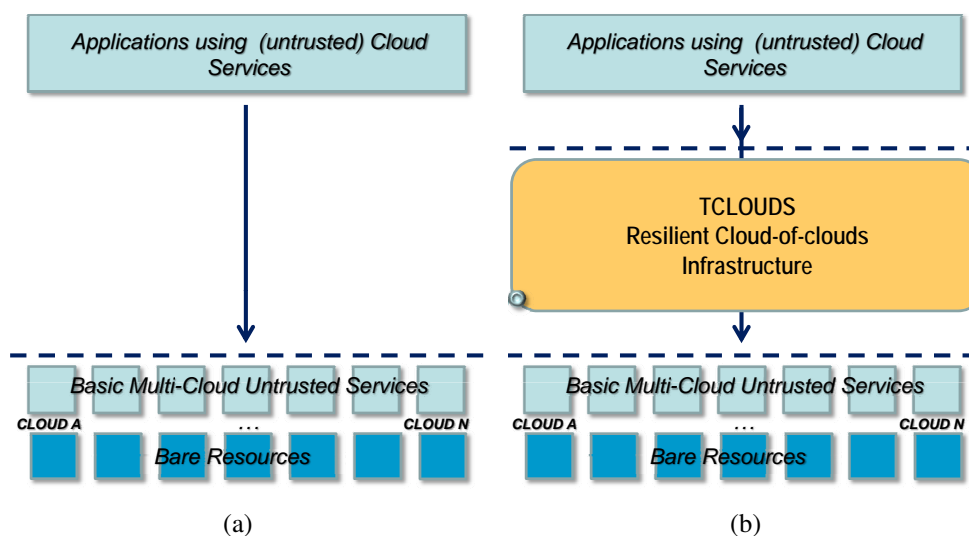 Applications using (untrusted) Cloud
Services
Basic Multi-Cloud Untrusted Services
CLOUD A
...
CLOUD N
Bare Resources
(a)
Applications using (untrusted) Cloud
Services
TCLOUDS
Resilient Cloud-of-clouds
Infrastructure
Basic Multi-Cloud Untrusted Services
CLOUD A
...
CLOUD N
Bare Resources
(b)